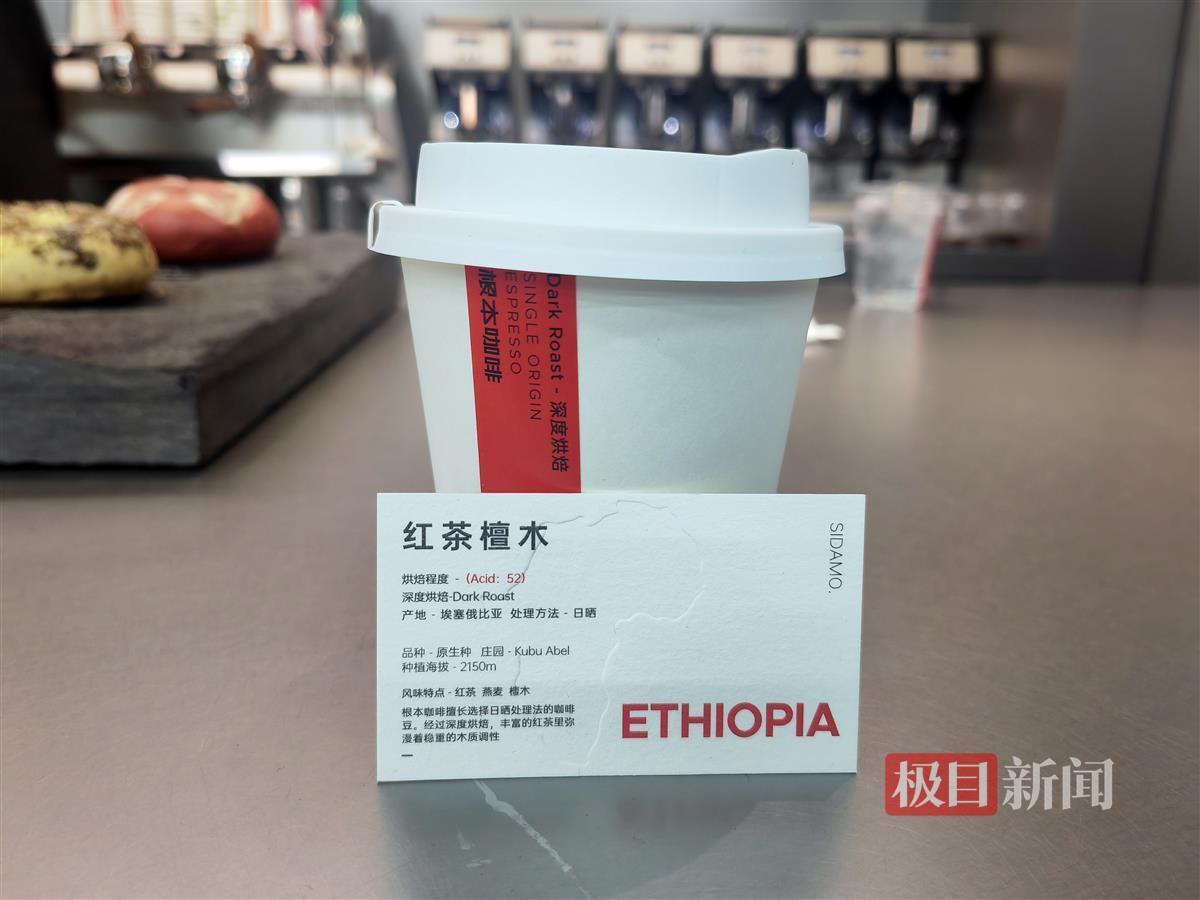 Dark Roast - 深度烘焙
SINGLE ORIGIN
ESPRESSO
根本咖啡
红茶檀木
SIDAMO.
烘焙程度 - (Acid: 52)
深度烘焙-Dark Roast
产地 - 埃塞俄比亚 处理方法 - 日晒
品种 - 原生种 庄园 - Kubu Abel
种植海拔 - 2150m
风味特点 - 红茶 燕麦 檀木
根本咖啡擅长选择日晒处理法的咖啡
豆。经过深度烘焙，丰富的红茶里弥
漫着稳重的木质调性
ETHIOPIA
极目新闻